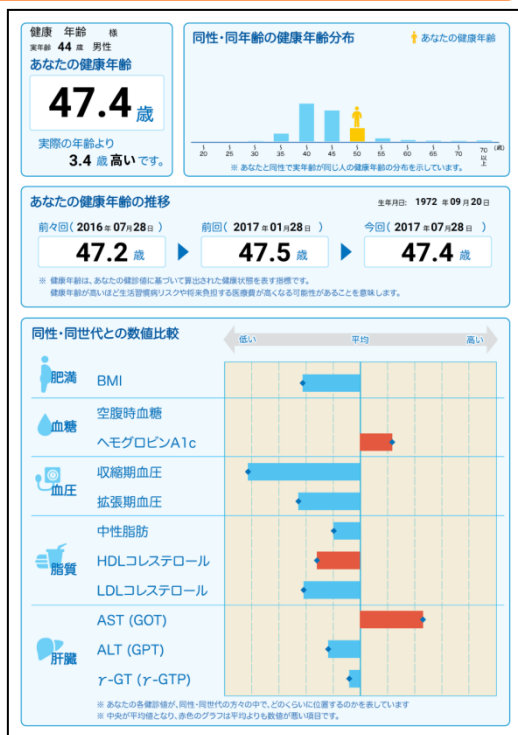 健康 年齢 様
実年齢 44 歳 男性
あなたの健康年齢
47.4 歳
実際の年齢より
3.4 歳 高い です。
同性・同年齢の健康年齢分布
あなたの健康年齢
20 25 30 35 40 45 50 55 60 65 70 70以上 (歳)
※ あなたと同性で実年齢が同じ人の健康年齢の分布を示しています。
あなたの健康年齢の推移
生年月日: 1972 年 09 月 20 日
前々回( 2016 年 07 月 28 日 )
前回( 2017 年 01 月 28 日 )
今回( 2017 年 07 月 28 日 )
47.2 歳
47.5 歳
47.4 歳
※ 健康年齢は、あなたの健診値に基づいて算出された健康状態を表す指標です。
健康年齢が高いほど生活習慣病リスクや将来負担する医療費が高くなる可能性があることを意味します。
同性・同世代との数値比較
低い 平均 高い
肥満 BMI
血糖
空腹時血糖
ヘモグロビンA1c
血圧
収縮期血圧
拡張期血圧
脂質
中性脂肪
HDLコレステロール
LDLコレステロール
肝臓
AST (GOT)
ALT (GPT)
γ-GT (γ-GTP)
※ あなたの各健診値が、同性・同世代の方々の中で、どのくらいに位置するのかを表しています
※ 中央が平均値となり、赤色のグラフは平均よりも数値が悪い項目です。